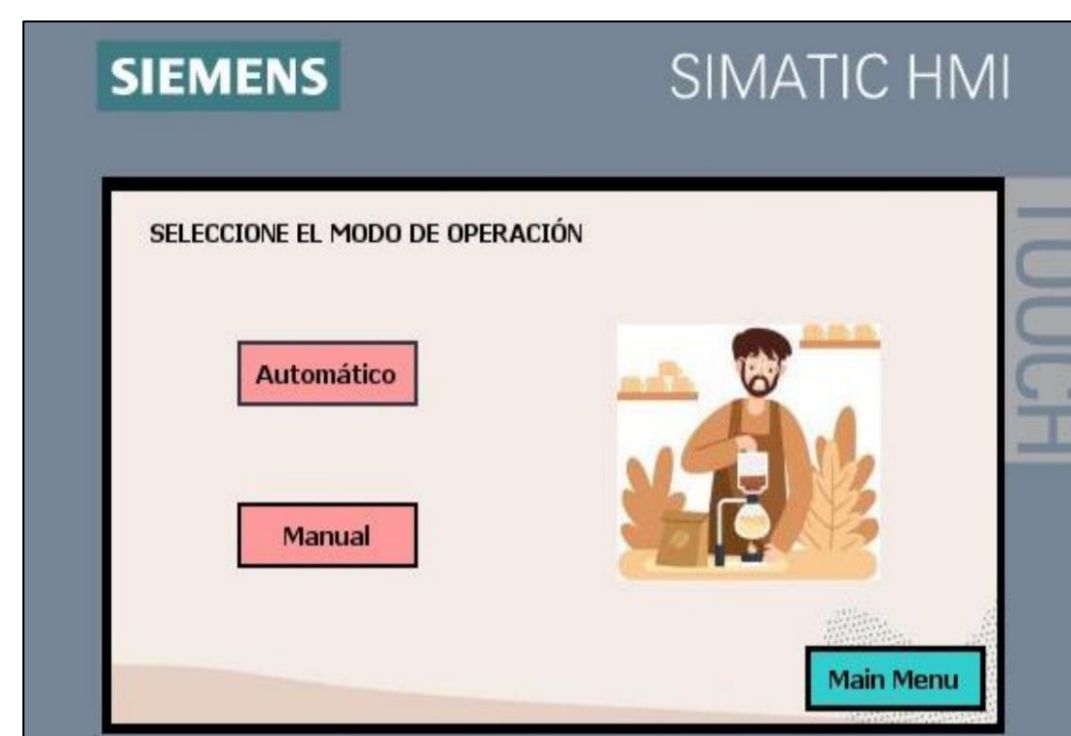 SIEMENS
SIMATIC HMI
TOUCH
SELECCIONE EL MODO DE OPERACIÓN
Automático
Manual
Main Menu